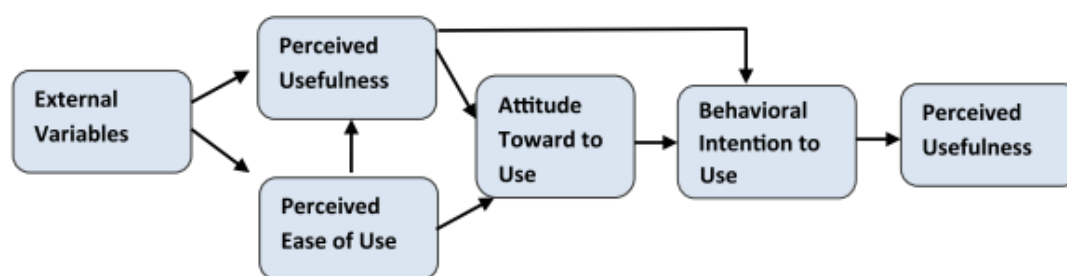 External
Variables
Perceived
Usefulness
Perceived
Ease of Use
Attitude
Toward to
Use
Behavioral
Intention to
Use
Perceived
Usefulness